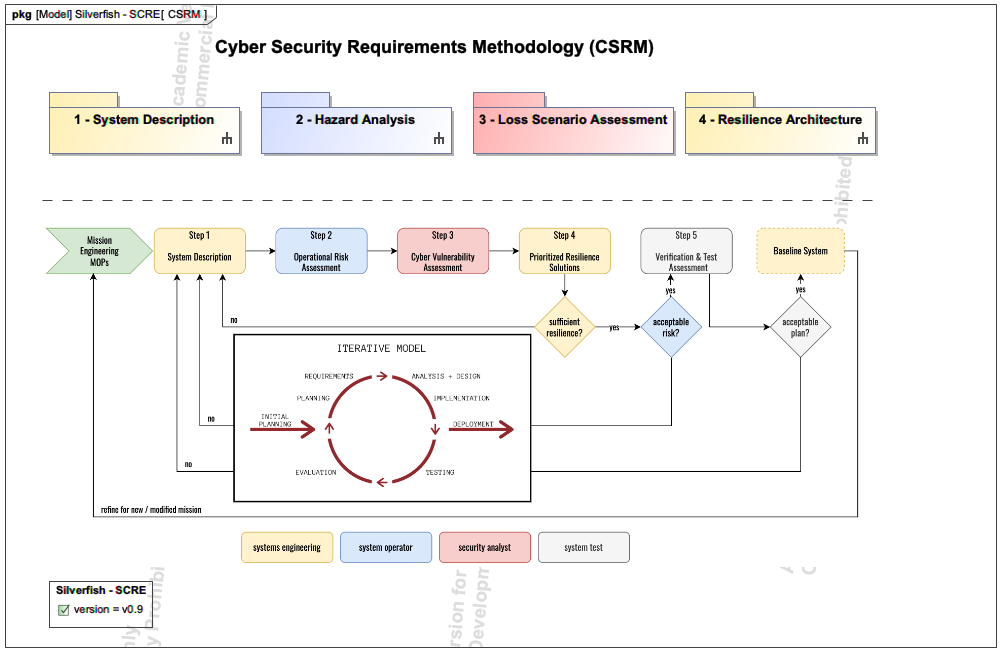 pkg [Model] Silverfish - SCRE[ CSRM ]
Cyber Security Requirements Methodology (CSRM)
1 - System Description
2 - Hazard Analysis
3 - Loss Scenario Assessment
4 - Resilience Architecture
Mission
Engineering
MOPs
Step 1
System Description
Step 2
Operational Risk
Assessment
Step 3
Cyber Vulnerability
Assessment
Step 4
Prioritized Resilience
Solutions
Step 5
Verification & Test
Assessment
Baseline System
sufficient
resilience?
yes
acceptable
risk?
yes
acceptable
plan?
yes
no
no
no
ITERATIVE MODEL
REQUIREMENTS
ANALYSIS + DESIGN
PLANNING
IMPLEMENTATION
INITIAL
PLANNING
DEPLOYMENT
EVALUATION
TESTING
refine for new / modified mission
systems engineering
system operator
security analyst
system test
Silverfish - SCRE
version = v0.9